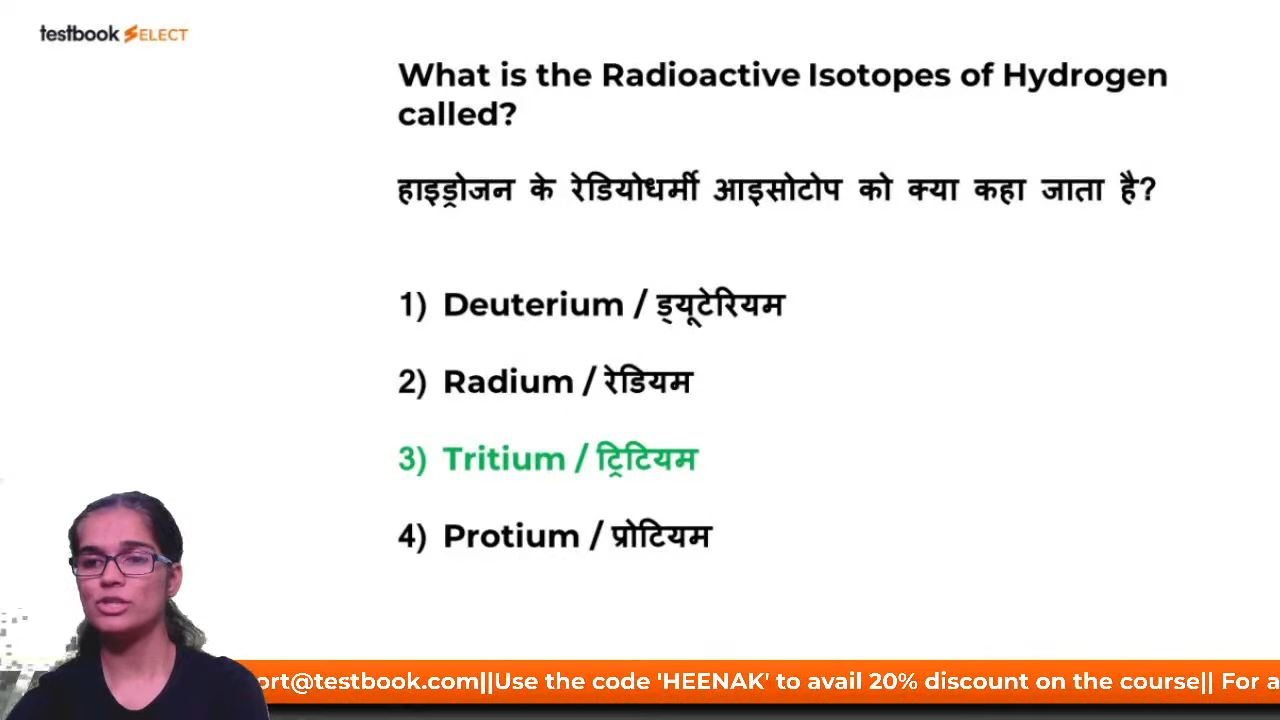 testbook SELECT
What is the Radioactive Isotopes of Hydrogen
called?
हाइड्रोजन के रेडियोधर्मी आइसोटोप को क्या कहा जाता है?
1) Deuterium / ड्यूटेरियम
2) Radium / रेडियम
3) Tritium / ट्रिटियम
4) Protium / प्रोटियम
ort@testbook.com||Use the code 'HEENAK' to avail 20% discount on the course|| For a